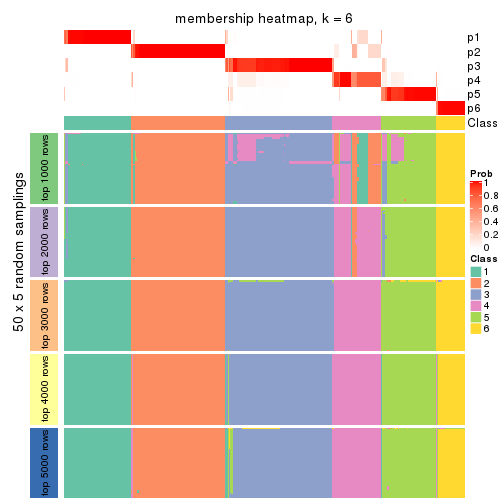 membership heatmap, k = 6
p1
p2
p3
p4
p5
p6
Class
50 x 5 random samplings
top 1000 rows
top 2000 rows
top 3000 rows
top 4000 rows
top 5000 rows
Prob
1
0.8
0.6
0.4
0.2
0
Class
1
2
3
4
5
6